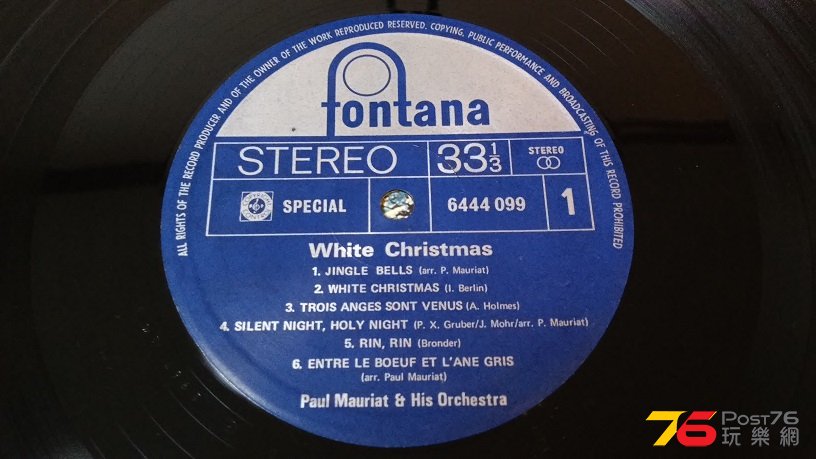 ALL RIGHTS OF THE RECORD PRODUCER AND OF THE OWNER OF THE WORK REPRODUCED RESERVED. COPYING, PUBLIC PERFORMANCE AND BROADCASTING OF THIS RECORD PROHIBITED
fontana
STEREO 33⅓ STEREO
SPECIAL 6444 099 1
White Christmas
1. JINGLE BELLS (arr. P. Mauriat)
2. WHITE CHRISTMAS (I. Berlin)
3. TROIS ANGES SONT VENUS (A. Holmes)
4. SILENT NIGHT, HOLY NIGHT (P. X. Gruber/J. Mohr/arr. P. Mauriat)
5. RIN, RIN (Bronder)
6. ENTRE LE BOEUF ET L'ANE GRIS
(arr. Paul Mauriat)
Paul Mauriat & His Orchestra
76 Post76
玩樂網